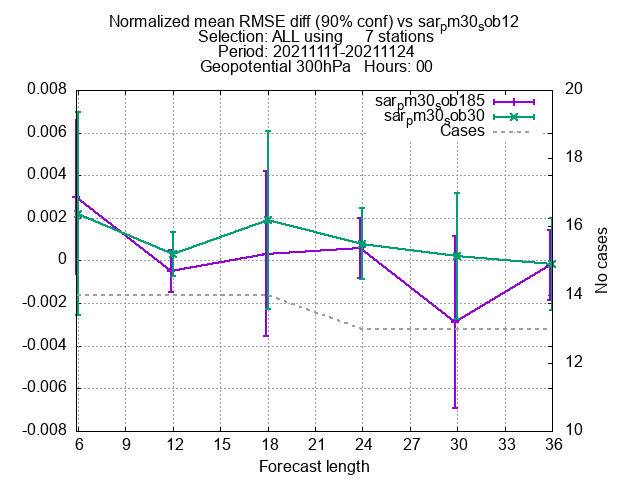 Normalized mean RMSE diff (90% conf) vs sarpm30sob12
Selection: ALL using 7 stations
Period: 20211111-20211124
Geopotential 300hPa Hours: 00
sarpm30sob185
sarpm30sob30
Cases
0.008
0.006
0.004
0.002
0
-0.002
-0.004
-0.006
-0.008
20
18
16
14
12
10
No cases
6 9 12 15 18 21 24 27 30 33 36
Forecast length